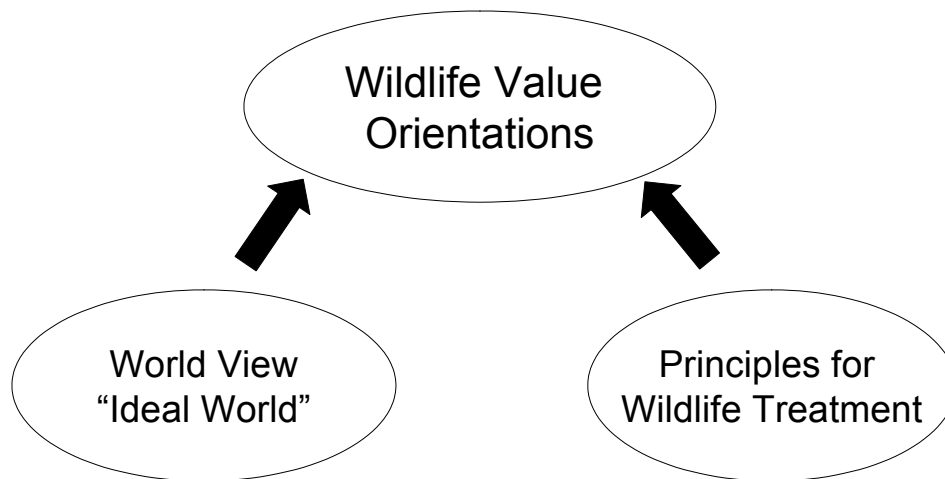 Wildlife Value
Orientations
World View
“Ideal World”
Principles for
Wildlife Treatment